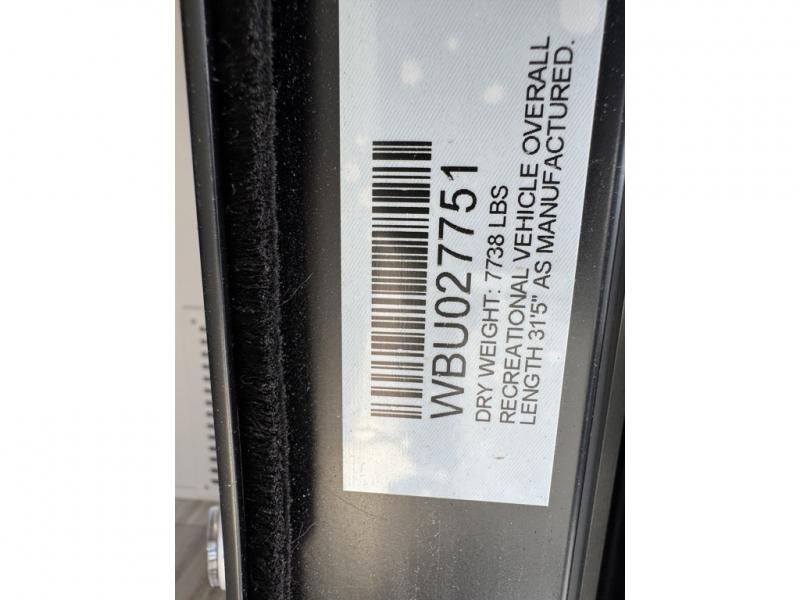 WBU027751
DRY WEIGHT: 7738 LBS
RECREATIONAL VEHICLE OVERALL
LENGTH 31'5" AS MANUFACTURED.